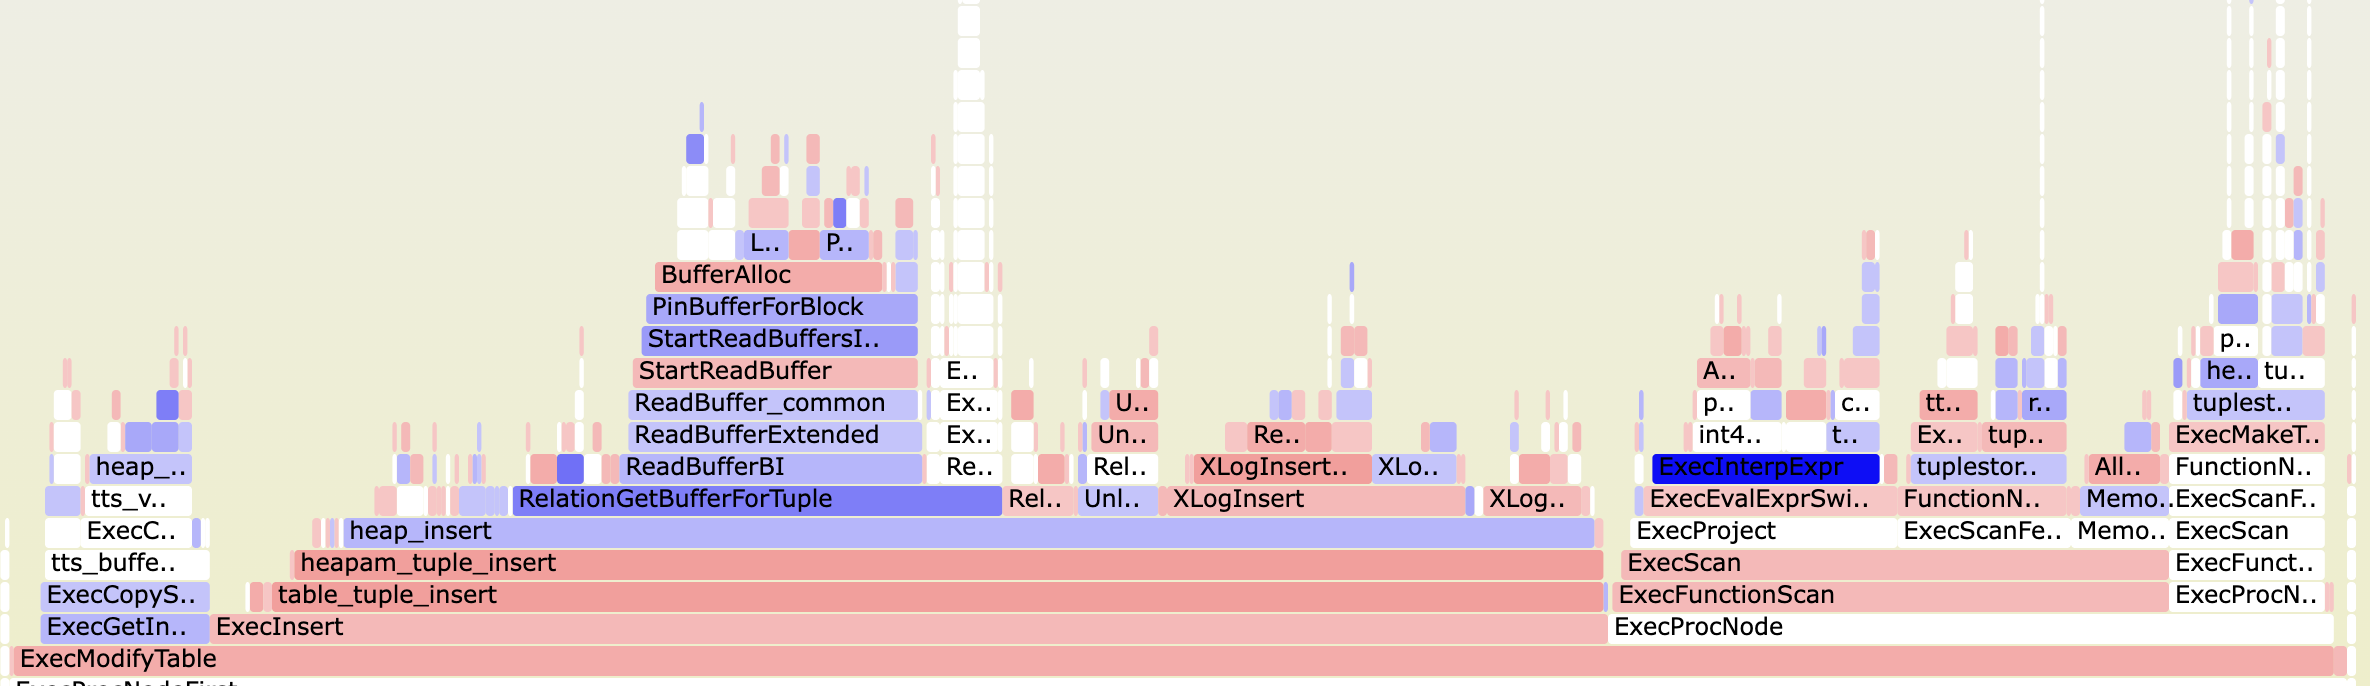 L.. P..
BufferAlloc
PinBufferForBlock
StartReadBuffersI.. p..
StartReadBuffer E.. A.. he.. tu..
ReadBuffer_common Ex.. U.. p.. c.. tt.. r.. tuplest..
ReadBufferExtended Ex.. Un.. Re.. int4.. t.. Ex.. tup.. ExecMakeT..
heap_.. ReadBufferBI Re.. Rel.. XLogInsert.. XLo.. ExecInterpExpr tuplestor.. All.. FunctionN..
tts_v.. RelationGetBufferForTuple Rel.. Unl.. XLogInsert XLog.. ExecEvalExprSwi.. FunctionN.. Memo.. ExecScanF..
ExecC.. heap_insert ExecProject ExecScanFe.. Memo.. ExecScan
tts_buffe.. heapam_tuple_insert ExecScan ExecFunct..
ExecCopyS.. table_tuple_insert ExecFunctionScan ExecProcN..
ExecGetIn.. ExecInsert ExecProcNode
ExecModifyTable
ExecProcNodeFirst